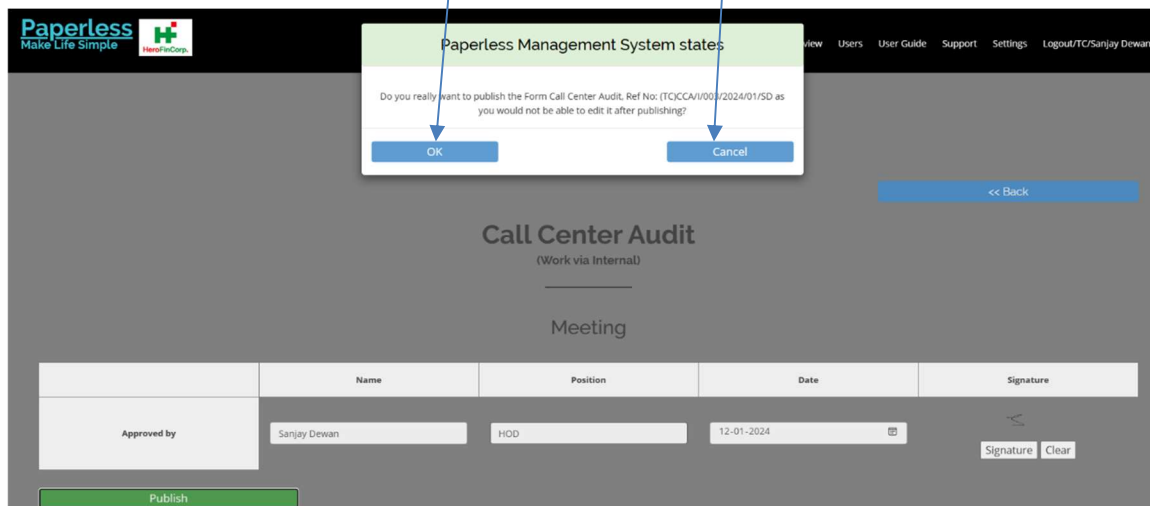 Paperless
Make Life Simple
HeroFinCorp.
Paperless Management System states
view Users User Guide Support Settings Logout/TC/Sanjay Dewan
Do you really want to publish the Form Call Center Audit, Ref No: (TC)CCA/I/003/2024/01/SD as
you would not be able to edit it after publishing?
OK Cancel
<< Back
Call Center Audit
(Work via Internal)
Meeting
Name Position Date Signature
Approved by Sanjay Dewan HOD 12-01-2024
Signature Clear
Publish